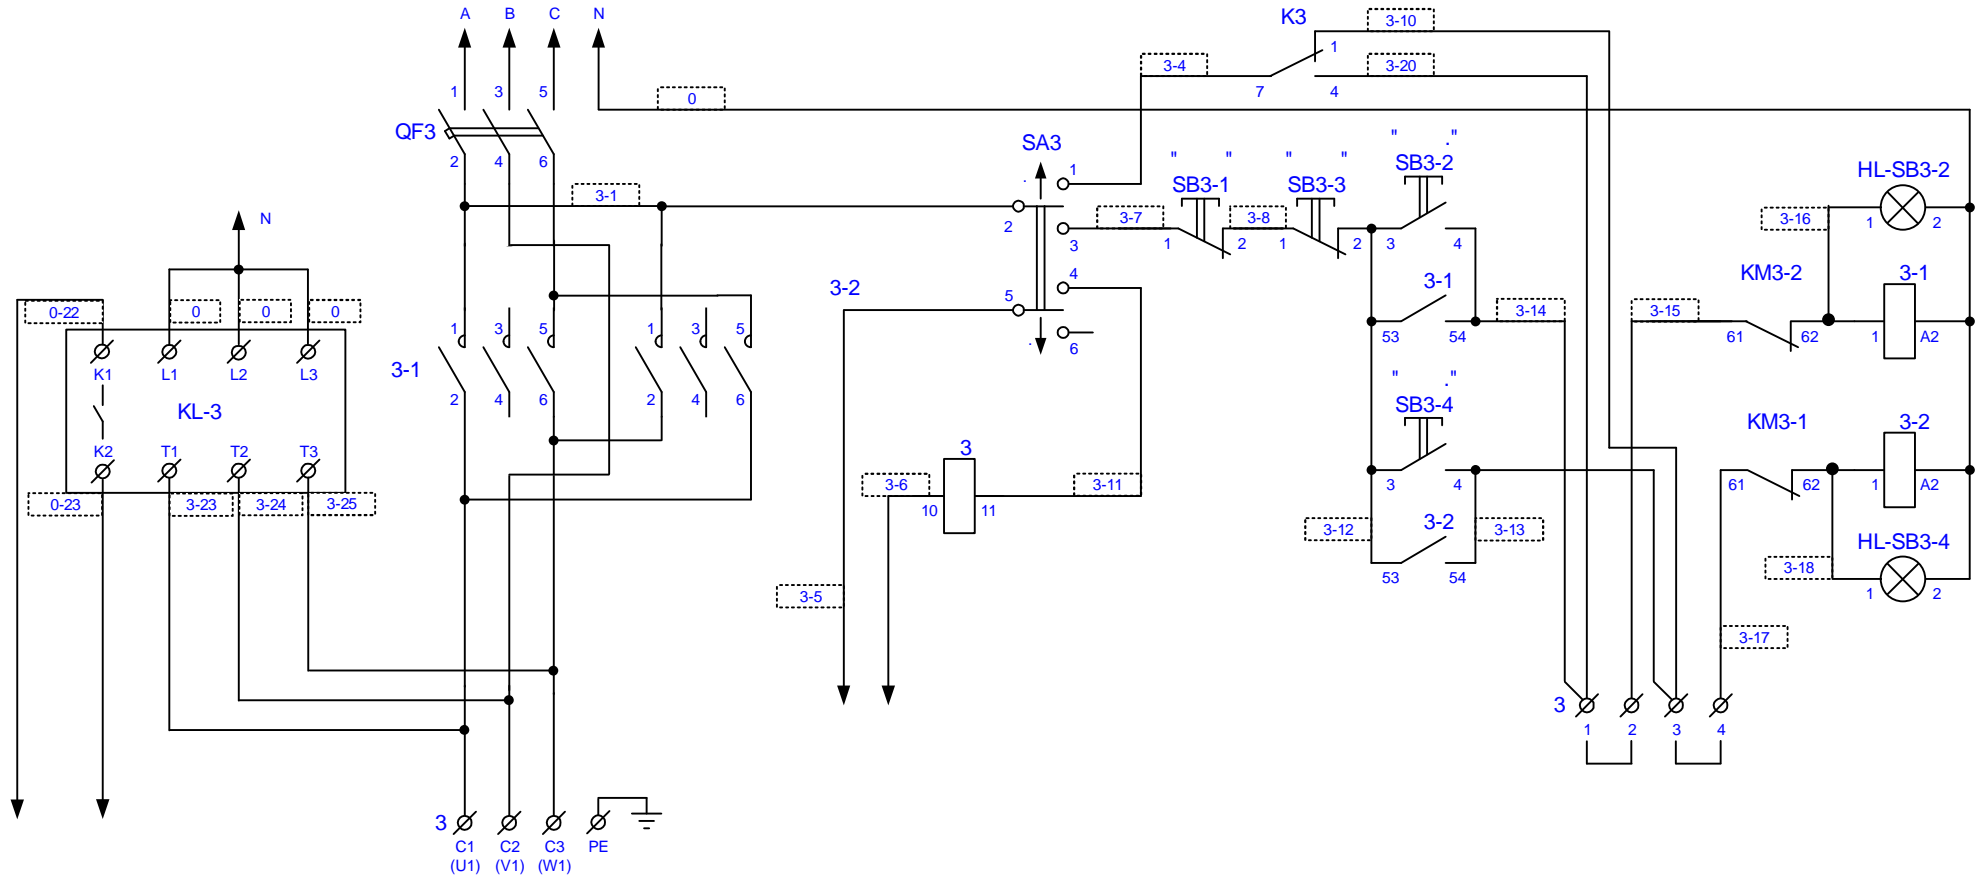 A B C N
K3
3-10
1
3-4
3-20
7 4
1 3 5
0
QF3
2 4 6
SA3
" ." 
" " " "
SB3-2
HL-SB3-2
1
3-1
SB3-1 SB3-3
N
2
3-7
3-8
3-16
1 2
3
1 2 1 2
3 4
4
KM3-2
3-1
3-2
3-1
5
0-22 0 0 0
3-14
3-15
1 3 5 1 3 5
53 54
61 62
1 A2
6
K1 L1 L2 L3
3-1
" ."
2 4 6 2 4 6
SB3-4
KL-3
KM3-1
3-2
3
K2 T1 T2 T3
3-6
3-11
3 4
61 62
1 A2
0-23 3-23 3-24 3-25
10 11
3-12
3-2
3-13
HL-SB3-4
53 54
3-18
1 2
3-5
3-17
3
1 2 3 4
3
C1 C2 C3 PE
(U1) (V1) (W1)